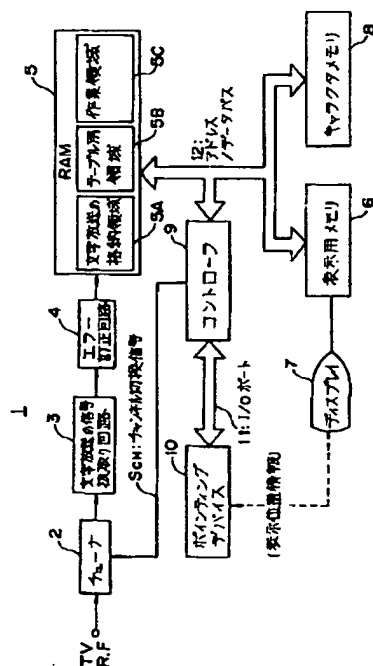 1
TV
R.F
2
チューナ
3
文字放送の信号
抜取り回路
4
エラー
訂正回路
5
RAM
文字放送の
格納領域
5A
テーブル用
領域
5B
作業領域
5C
SCH:チャンネル切換信号
9
コントローラ
12:
アドレス
/データバス
10
ポインティング
デバイス
11:I/Oポート
(表示位置情報)
7
ディスプレイ
6
表示用メモリ
8
キャラクタメモリ